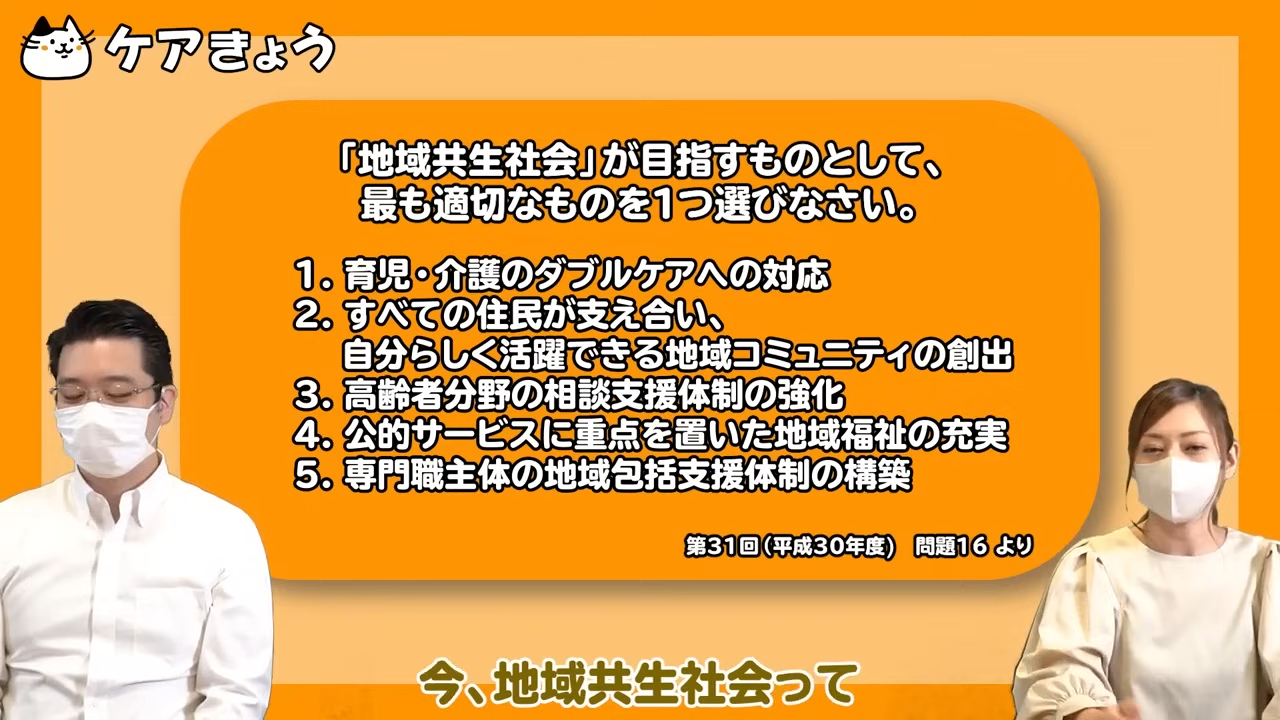 ケアきょう
「地域共生社会」が目指すものとして、
最も適切なものを1つ選びなさい。
1. 育児・介護のダブルケアへの対応
2. すべての住民が支え合い、
自分らしく活躍できる地域コミュニティの創出
3. 高齢者分野の相談支援体制の強化
4. 公的サービスに重点を置いた地域福祉の充実
5. 専門職主体の地域包括支援体制の構築
第31回(平成30年度) 問題16 より
今、地域共生社会って